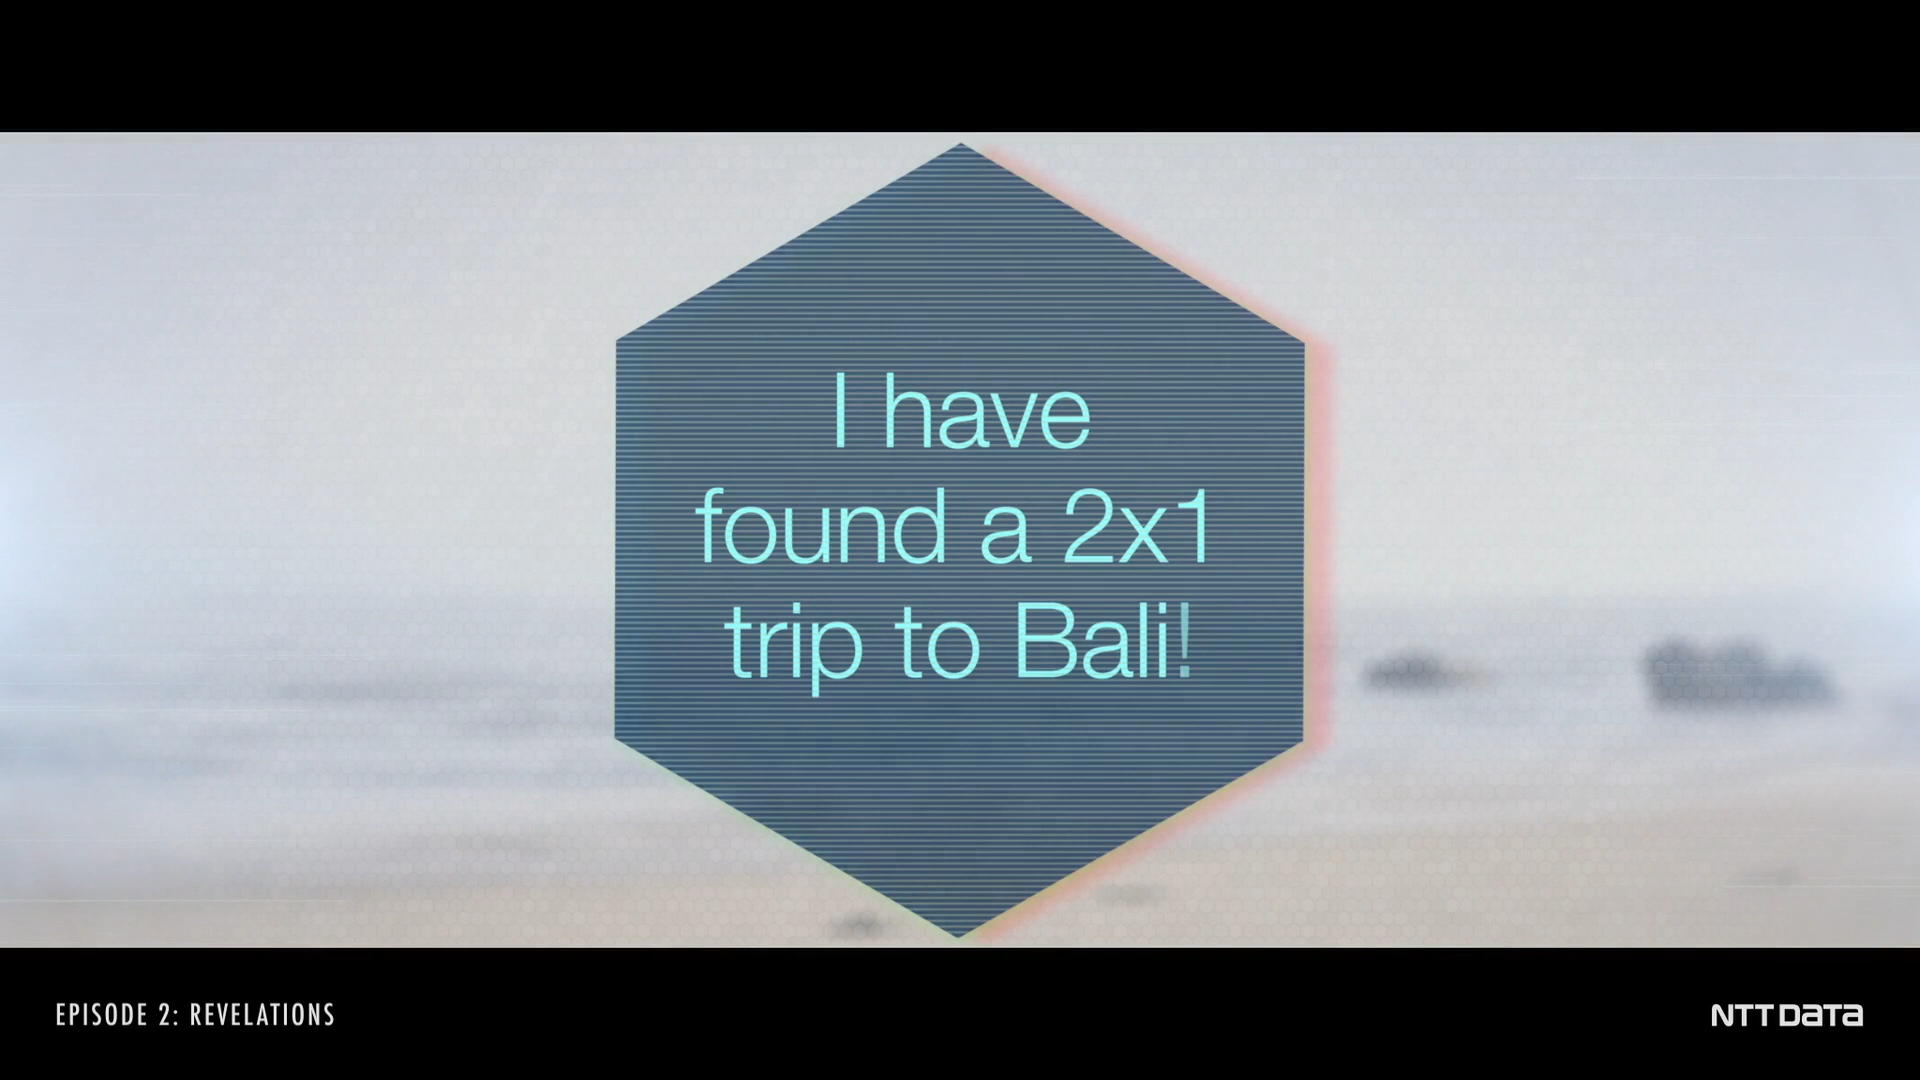 I have
found a 2x1
trip to Bali!
EPISODE 2: REVELATIONS
NTT DATA